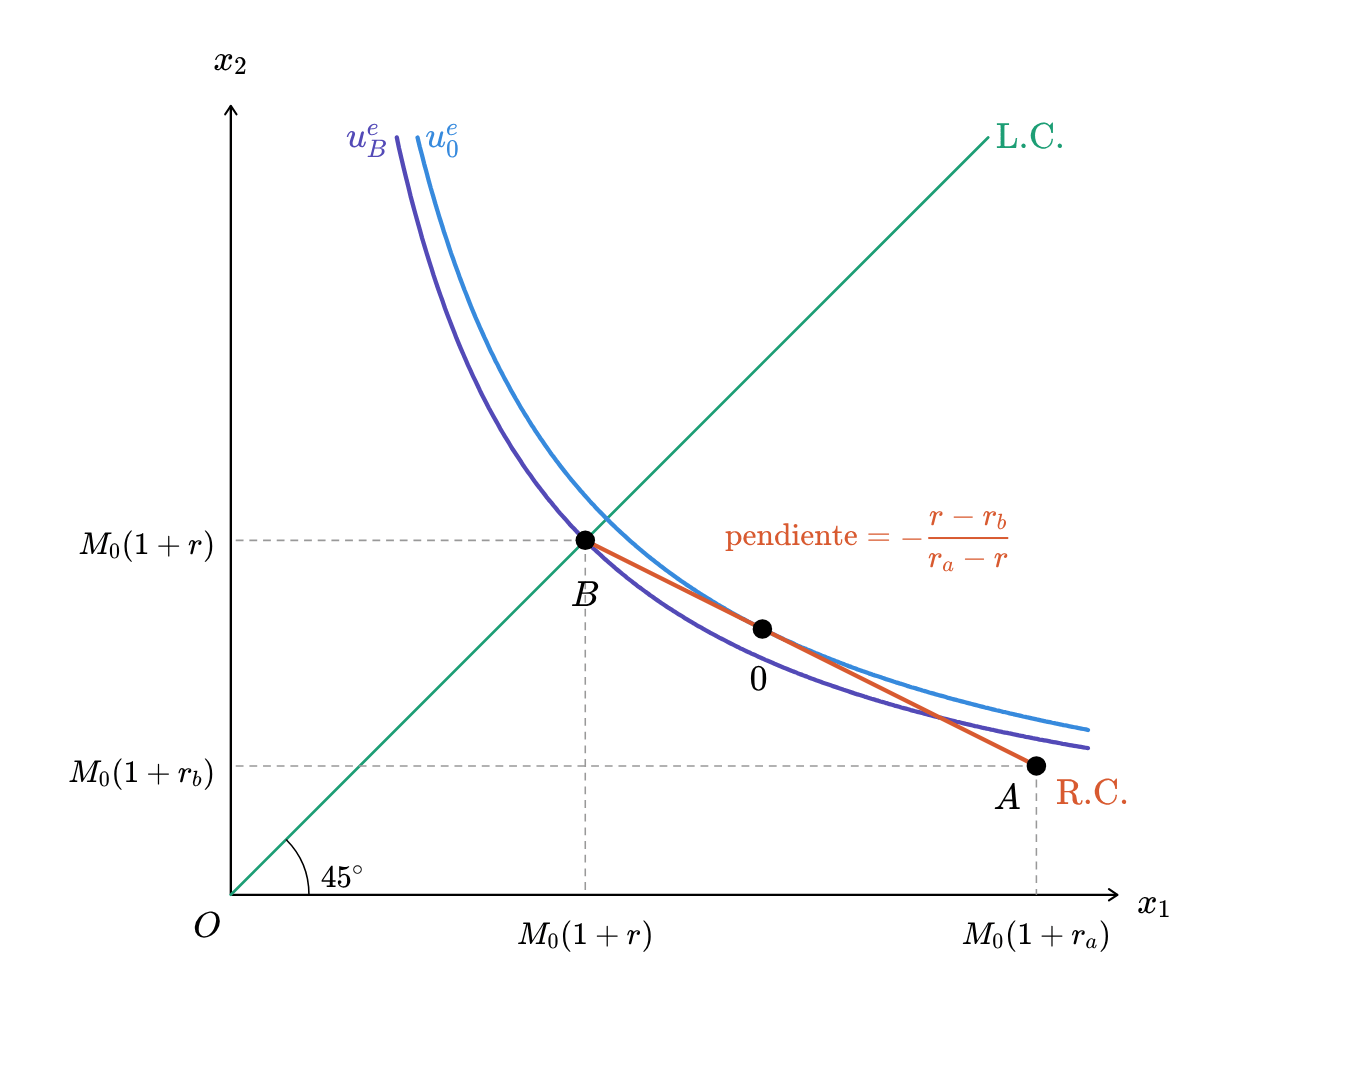 x₂
u_B^e u_0^e L.C.
pendiente = −(r − r_b)/(r_a − r)
M₀(1 + r)
B
0
M₀(1 + r_b)
A R.C.
45°
O x₁
M₀(1 + r) M₀(1 + r_a)